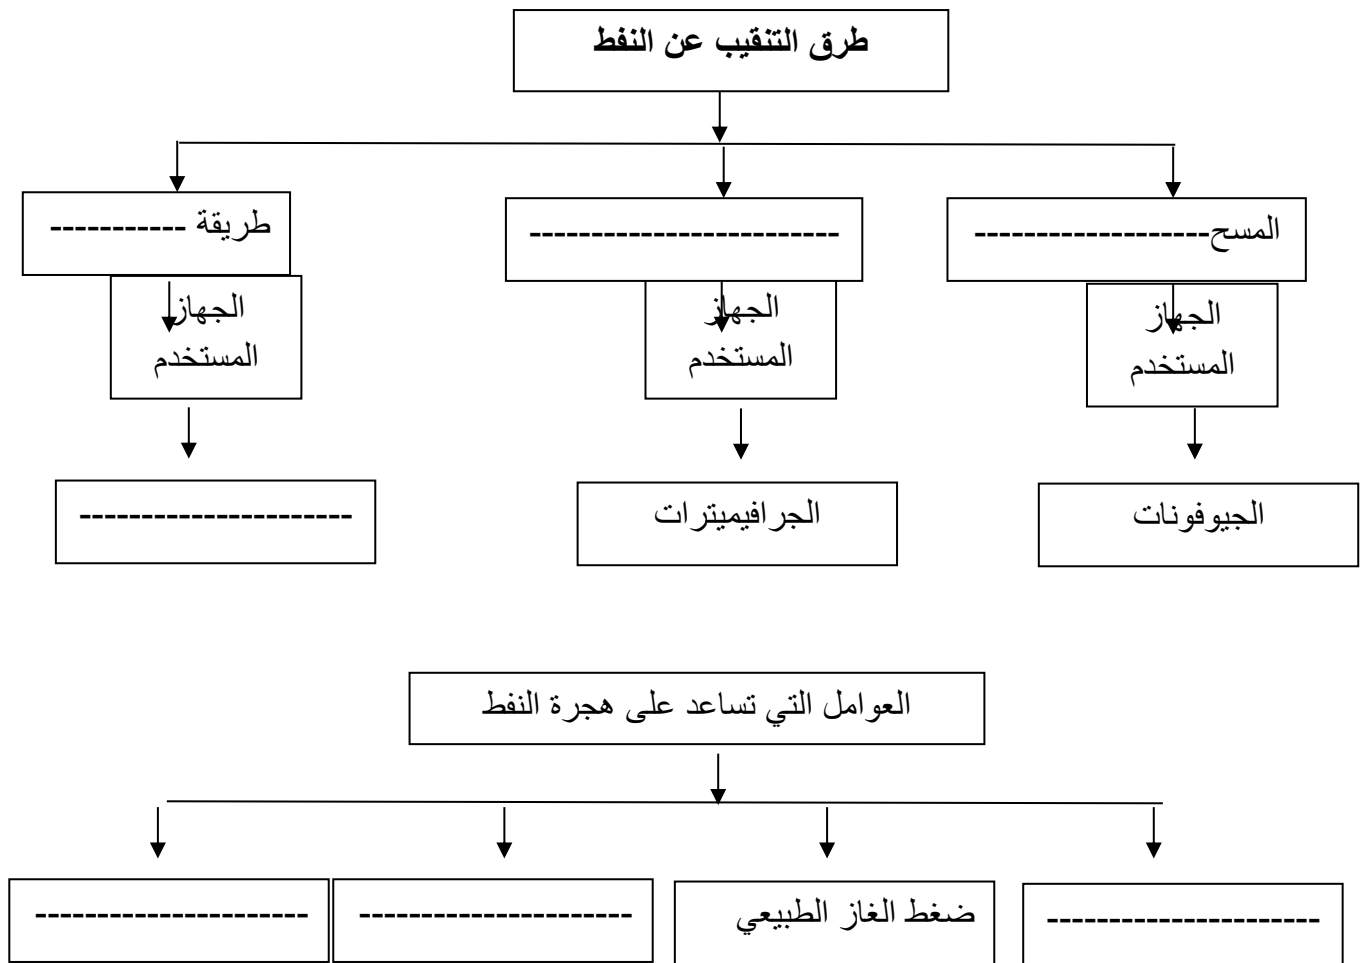 طرق التنقيب عن النفط
المسح-------------------
-------------------------
طريقة -----------
الجهاز
المستخدم
الجهاز
المستخدم
الجهاز
المستخدم
الجيوفونات
الجرافيميترات
----------------------
العوامل التي تساعد على هجرة النفط
----------------------
ضغط الغاز الطبيعي
----------------------
----------------------